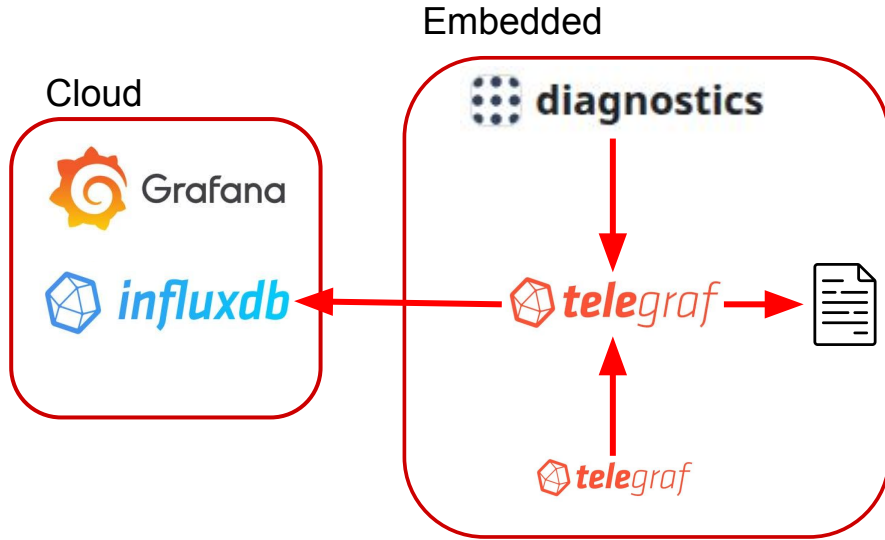 Embedded
Cloud
diagnostics
Grafana
influxdb
telegraf
telegraf